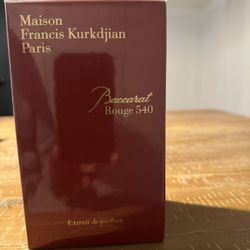 Maison
Francis Kurkdjian
Paris
Baccarat
Rouge 540
Extrait de parfum